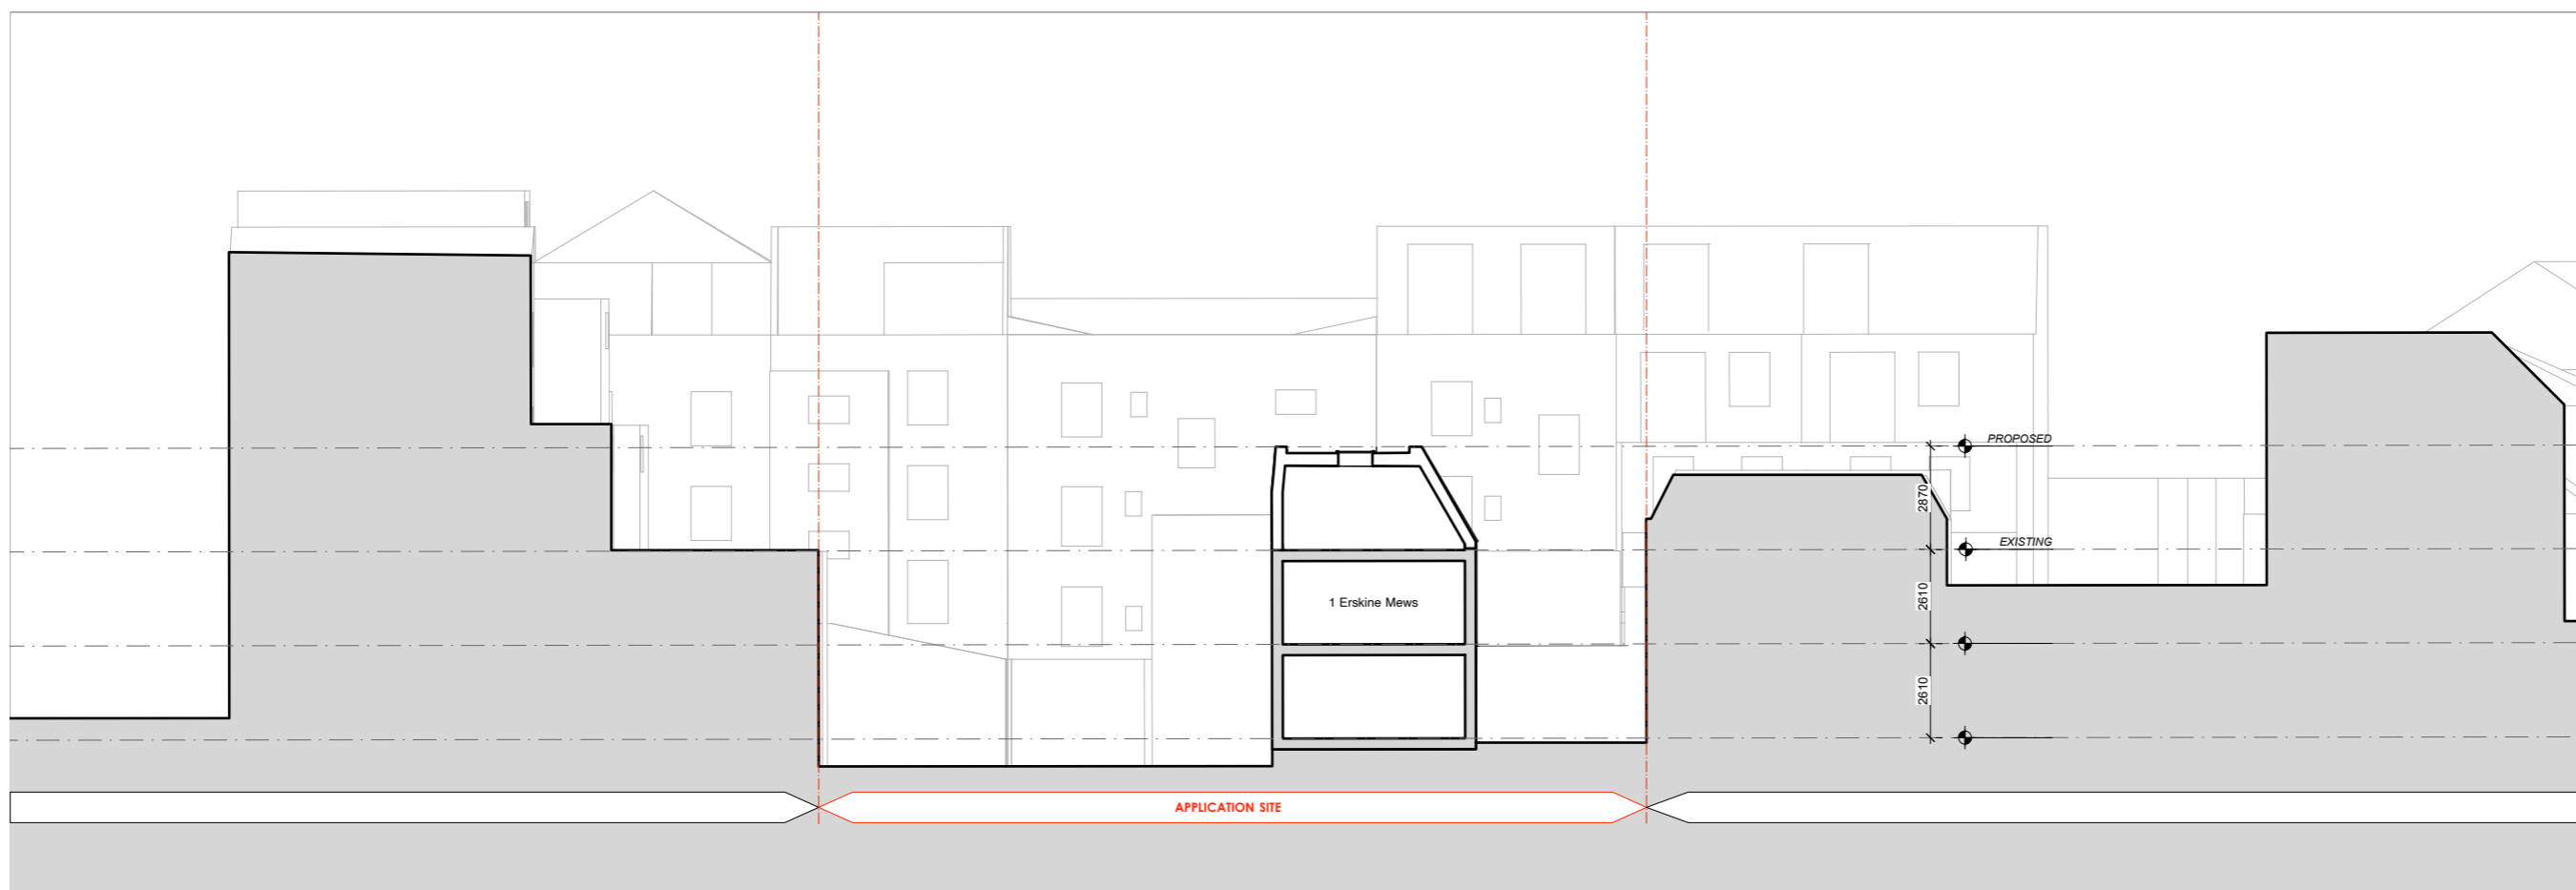 PROPOSED
2870
EXISTING
2610
1 Erskine Mews
2610
APPLICATION SITE